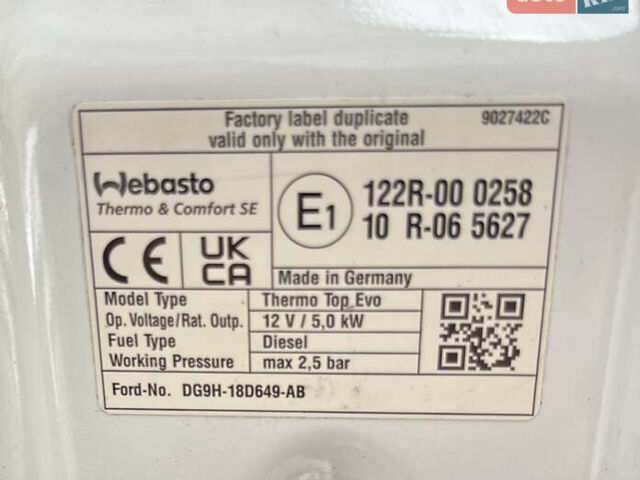 Factory label duplicate
valid only with the original
9027422C
Webasto
Thermo & Comfort SE
E1
122R-00 0258
10 R-06 5627
CE
UK
CA
Made in Germany
Model Type Thermo Top Evo
Op. Voltage/Rat. Outp. 12 V / 5,0 kW
Fuel Type Diesel
Working Pressure max 2,5 bar
Ford-No. DG9H-18D649-AB